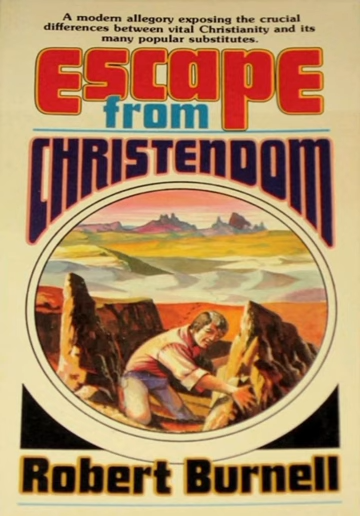 A modern allegory exposing the crucial
differences between vital Christianity and its
many popular substitutes.
Escape
from
CHRISTENDOM
Robert Burnell